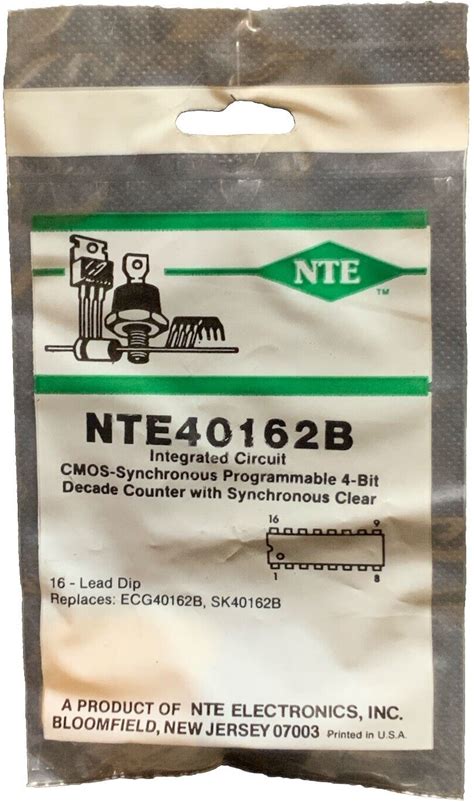 NTE
TM
NTE40162B
Integrated Circuit
CMOS-Synchronous Programmable 4-Bit
Decade Counter with Synchronous Clear
16 9
1 8
16 - Lead Dip
Replaces: ECG40162B, SK40162B
A PRODUCT OF NTE ELECTRONICS, INC.
BLOOMFIELD, NEW JERSEY 07003 Printed in U.S.A.